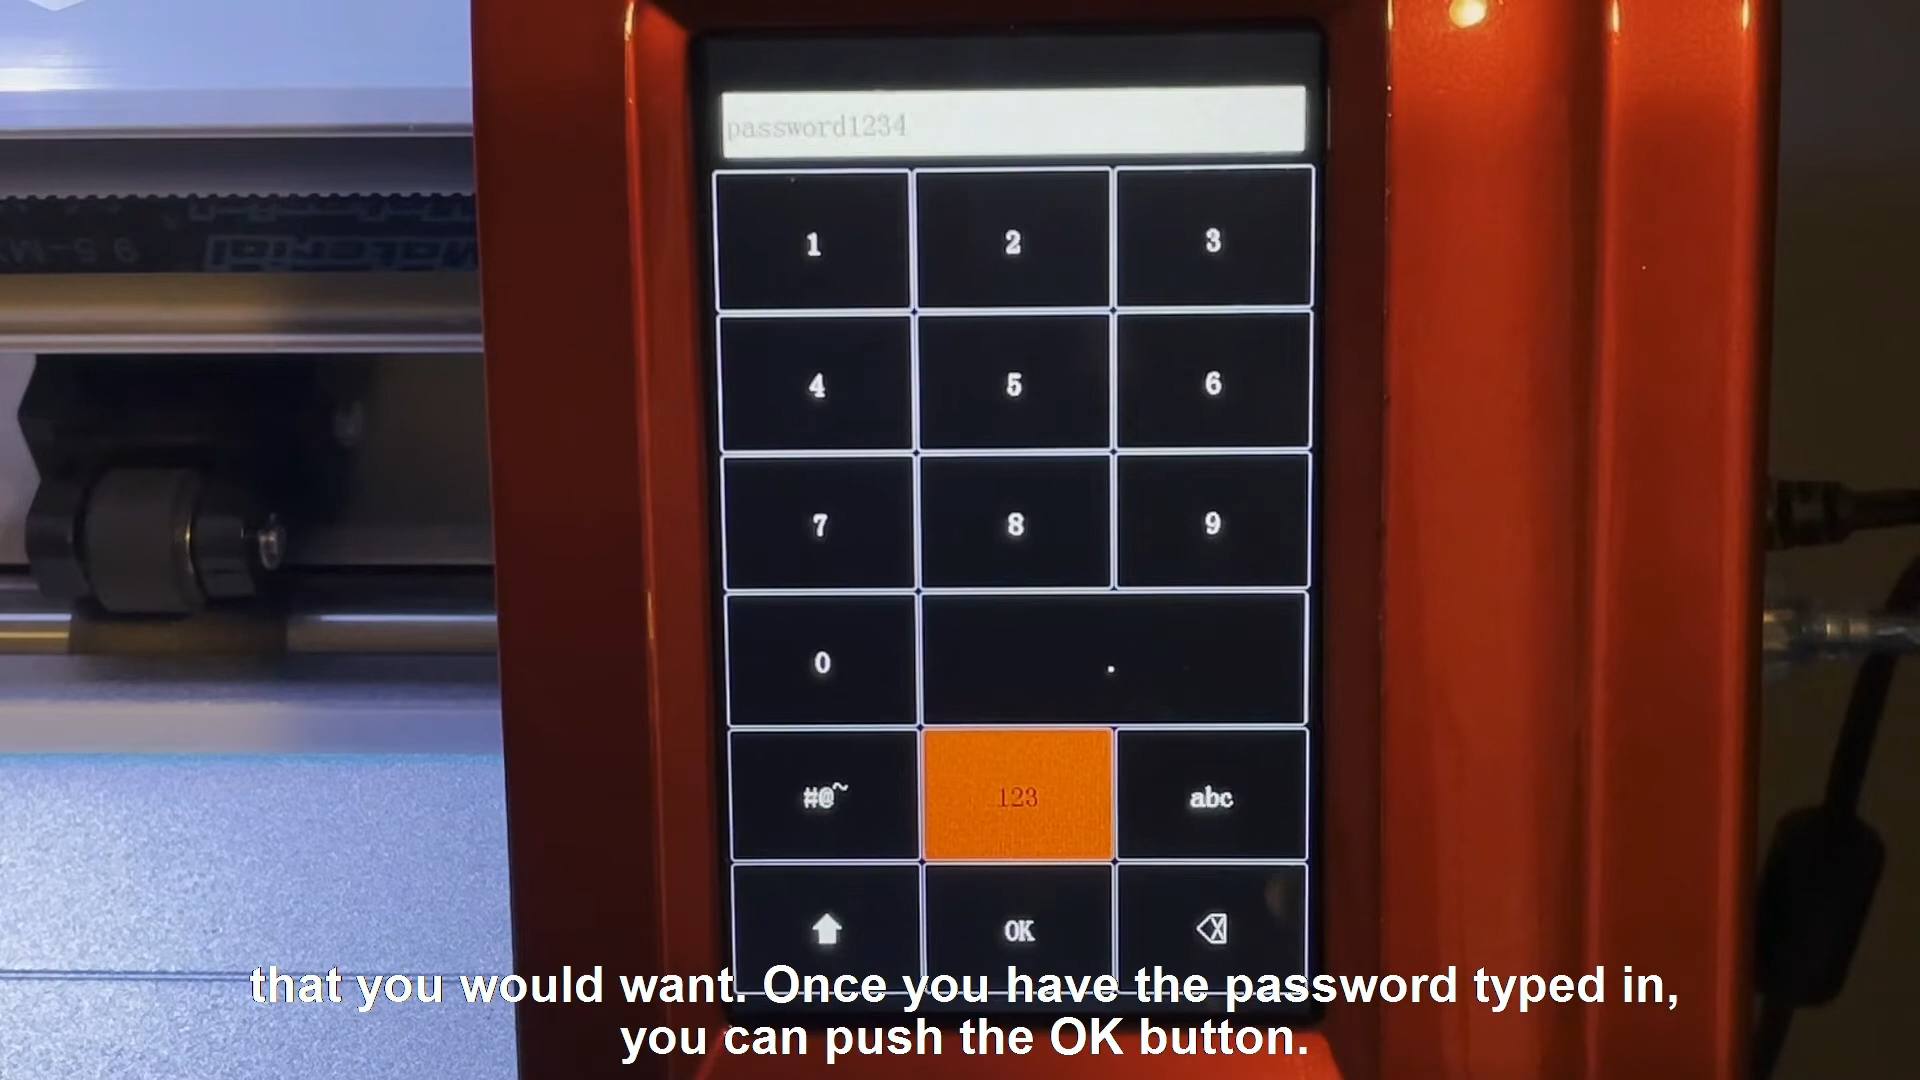 password1234
1 2 3
4 5 6
7 8 9
0 .
#@~ 123 abc
OK
that you would want. Once you have the password typed in,
you can push the OK button.